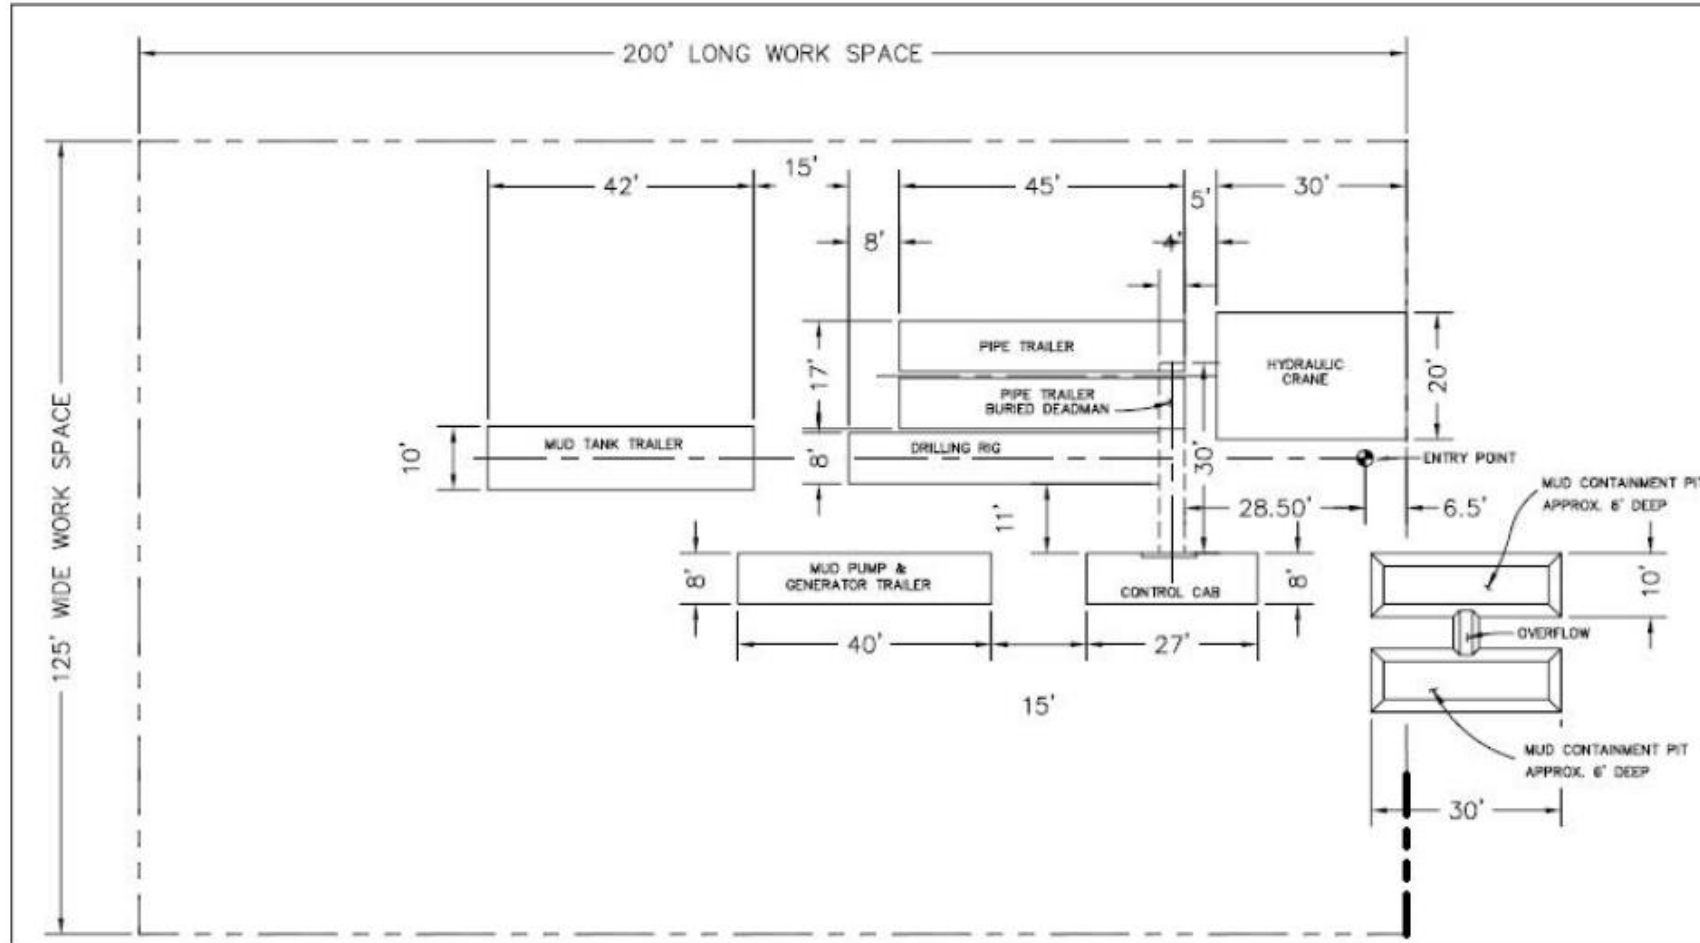 200' LONG WORK SPACE
15'
42'
45'
5'
30'
8'
4'
125' WIDE WORK SPACE
17'
PIPE TRAILER
HYDRAULIC
CRANE
20'
PIPE TRAILER
BURIED DEADMAN
10'
MUD TANK TRAILER
8'
DRILLING RIG
30'
ENTRY POINT
MUD CONTAINMENT PIT
APPROX. 6' DEEP
11'
28.50'
6.5'
8'
MUD PUMP &
GENERATOR TRAILER
CONTROL CAB
8'
10'
OVERFLOW
40'
27'
15'
MUD CONTAINMENT PIT
APPROX. 6' DEEP
30'